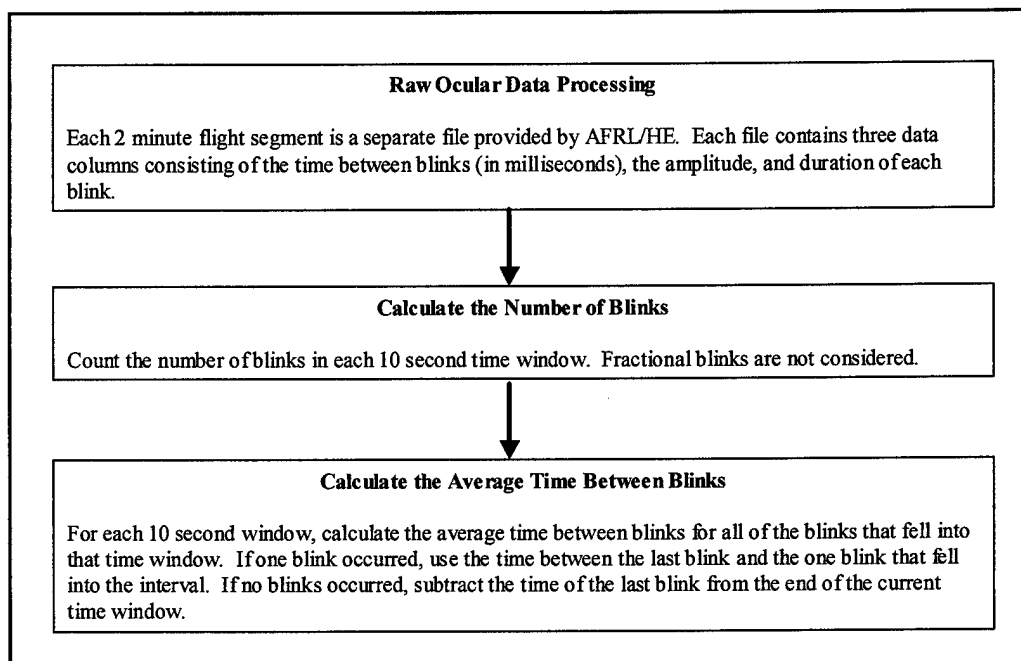 Raw Ocular Data Processing
Each 2 minute flight segment is a separate file provided by AFRL/HE. Each file contains three data
columns consisting of the time between blinks (in milliseconds), the amplitude, and duration of each
blink.
Calculate the Number of Blinks
Count the number of blinks in each 10 second time window. Fractional blinks are not considered.
Calculate the Average Time Between Blinks
For each 10 second window, calculate the average time between blinks for all of the blinks that fell into
that time window. If one blink occurred, use the time between the last blink and the one blink that fell
into the interval. If no blinks occurred, subtract the time of the last blink from the end of the current
time window.